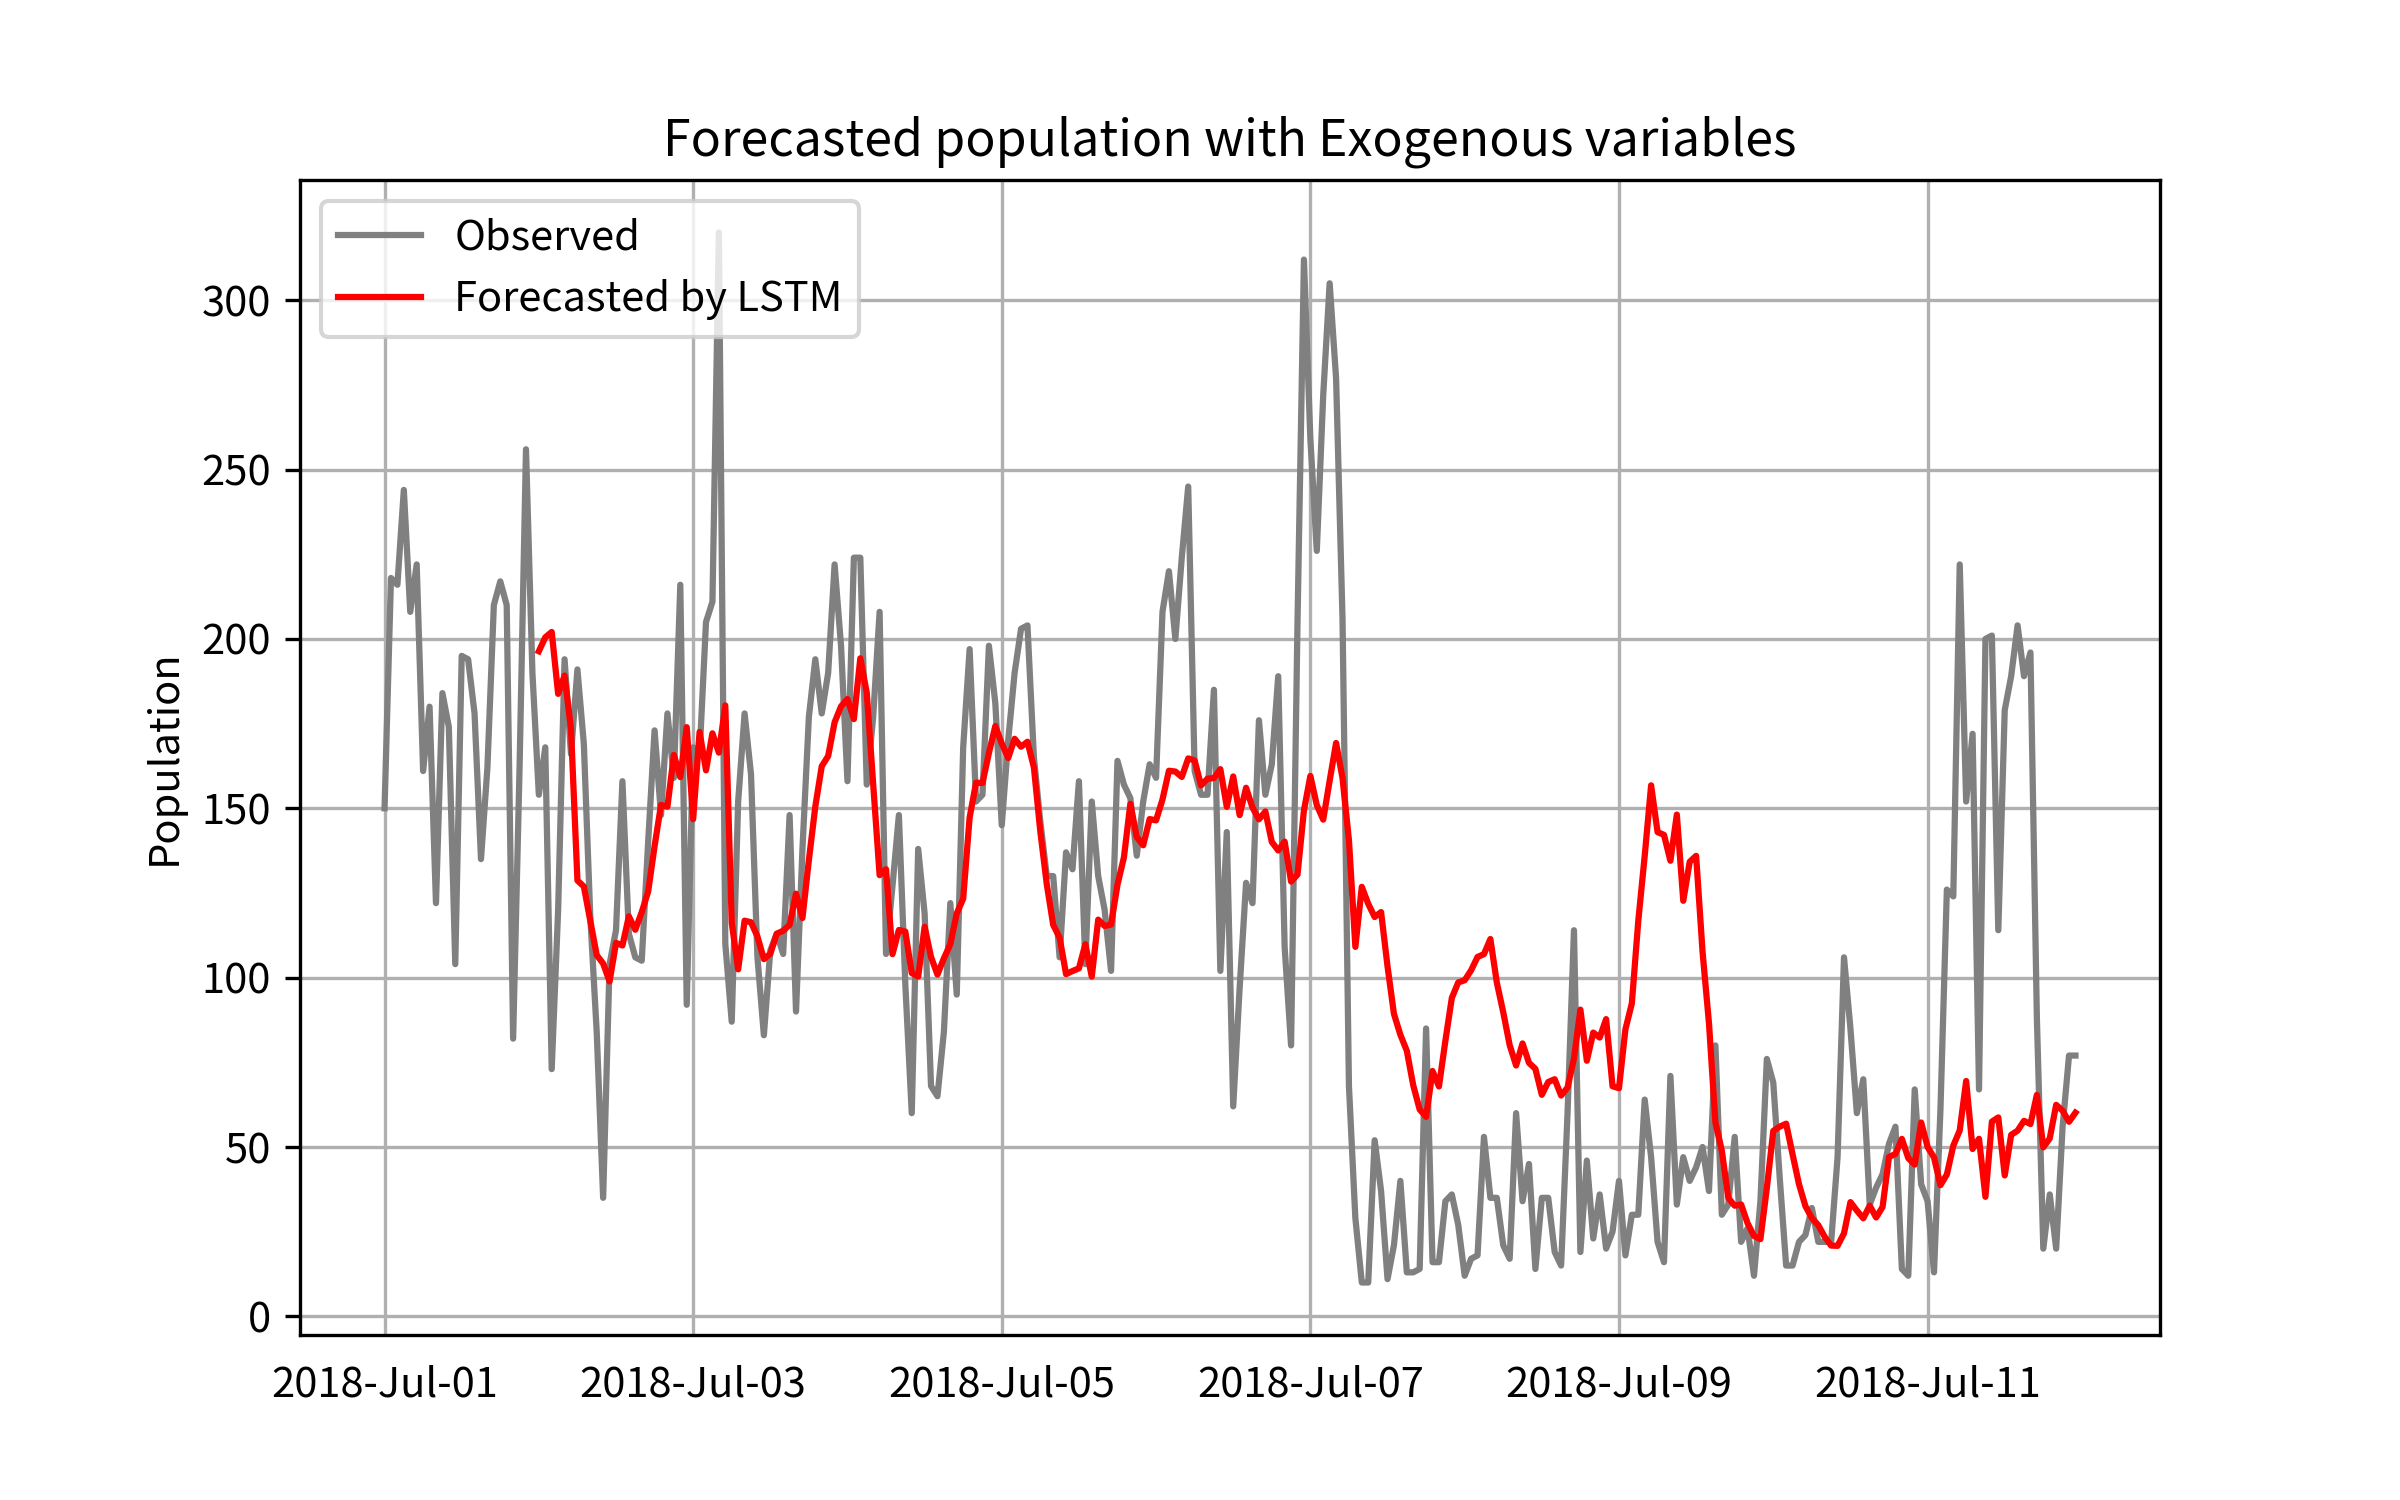 Forecasted population with Exogenous variables
Observed
Forecasted by LSTM
Population
300
250
200
150
100
50
0
2018-Jul-01 2018-Jul-03 2018-Jul-05 2018-Jul-07 2018-Jul-09 2018-Jul-11